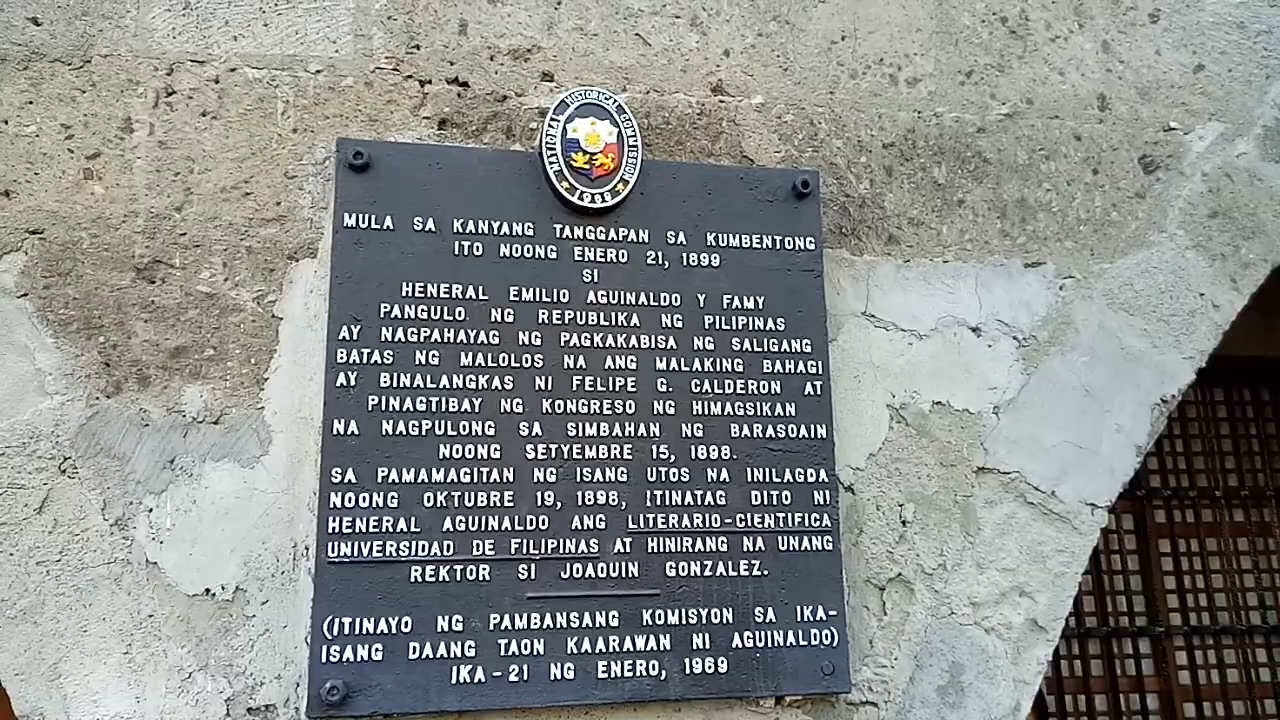 NATIONAL HISTORICAL COMMISSION
1969
MULA SA KANYANG TANGGAPAN SA KUMBENTONG
ITO NOONG ENERO 21, 1899
SI
HENERAL EMILIO AGUINALDO Y FAMY
PANGULO NG REPUBLIKA NG PILIPINAS
AY NAGPAHAYAG NG PAGKAKABISA NG SALIGANG
BATAS NG MALOLOS NA ANG MALAKING BAHAGI
AY BINALANGKAS NI FELIPE G. CALDERON AT
PINAGTIBAY NG KONGRESO NG HIMAGSIKAN
NA NAGPULONG SA SIMBAHAN NG BARASOAIN
NOONG SETYEMBRE 15, 1898.
SA PAMAMAGITAN NG ISANG UTOS NA INILAGDA
NOONG OKTUBRE 19, 1898, ITINATAG DITO NI
HENERAL AGUINALDO ANG LITERARIO-CIENTIFICA
UNIVERSIDAD DE FILIPINAS AT HINIRANG NA UNANG
REKTOR SI JOAQUIN GONZALEZ.
(ITINAYO NG PAMBANSANG KOMISYON SA IKA-
ISANG DAANG TAON KAARAWAN NI AGUINALDO)
IKA-21 NG ENERO, 1969